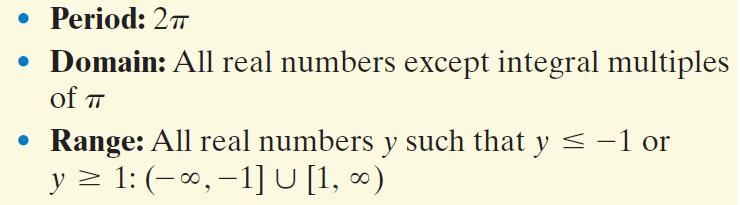 • Period: 2π
• Domain: All real numbers except integral multiples
of π
• Range: All real numbers y such that y ≤ −1 or
y ≥ 1: (−∞, −1] ∪ [1, ∞)